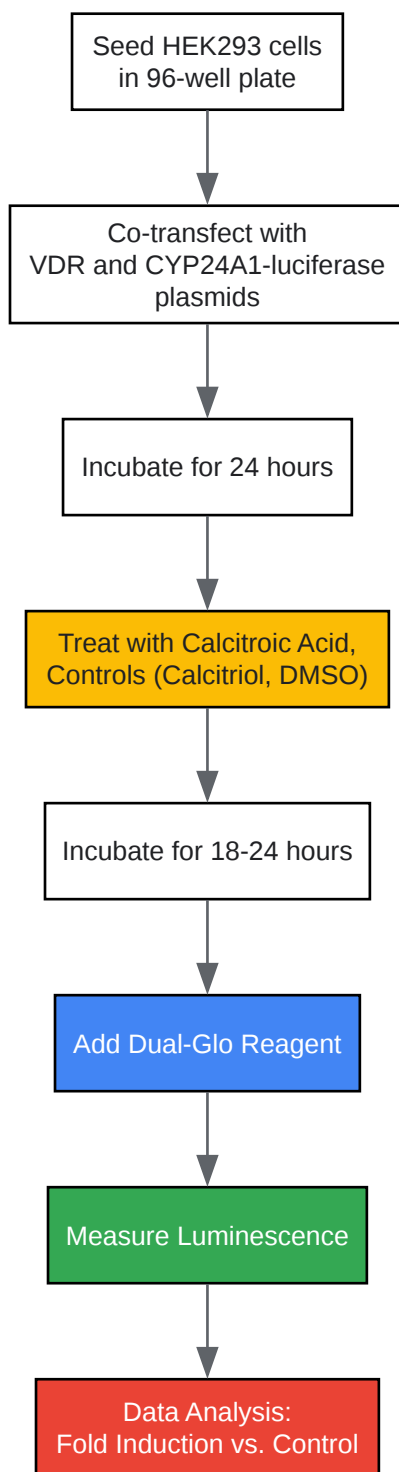 Seed HEK293 cells
in 96-well plate
Co-transfect with
VDR and CYP24A1-luciferase
plasmids
Incubate for 24 hours
Treat with Calcitroic Acid,
Controls (Calcitriol, DMSO)
Incubate for 18-24 hours
Add Dual-Glo Reagent
Measure Luminescence
Data Analysis:
Fold Induction vs. Control